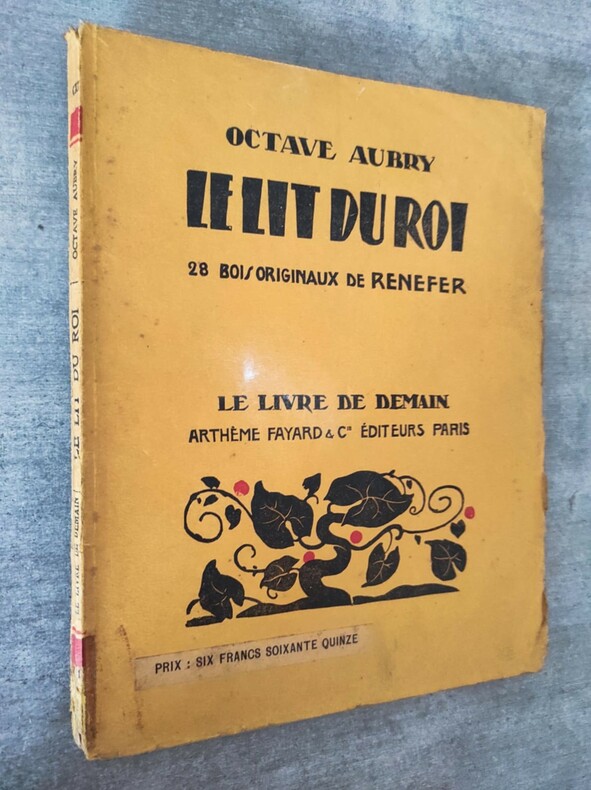 OCTAVE AUBRY
LE LIT DU ROI
28 BOIS ORIGINAUX DE RENEFER
LE LIVRE DE DEMAIN
ARTHÈME FAYARD & Cie ÉDITEURS PARIS
PRIX : SIX FRANCS SOIXANTE QUINZE
LE LIVRE DE DEMAIN
LE LIT DU ROI
OCTAVE AUBRY